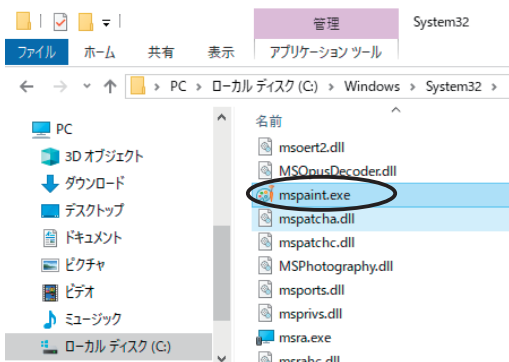 管理
System32
ファイル
ホーム
共有
表示
アプリケーション ツール
PC › ローカル ディスク (C:) › Windows › System32 ›
PC
3D オブジェクト
ダウンロード
デスクトップ
ドキュメント
ピクチャ
ビデオ
ミュージック
ローカル ディスク (C:)
名前
msoert2.dll
MSOpusDecoder.dll
mspaint.exe
mspatcha.dll
mspatchc.dll
MSPhotography.dll
msports.dll
msprivs.dll
msra.exe
msrahc.dll